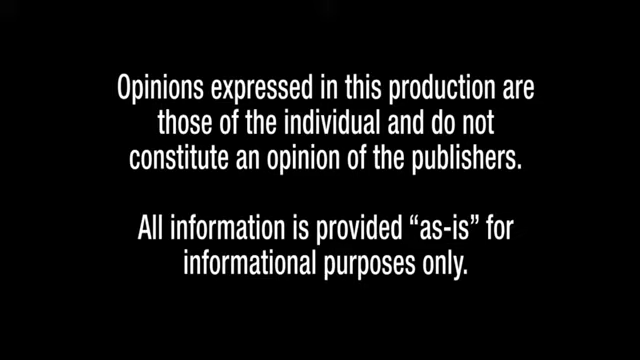 Opinions expressed in this production are
those of the individual and do not
constitute an opinion of the publishers.
All information is provided “as-is” for
informational purposes only.